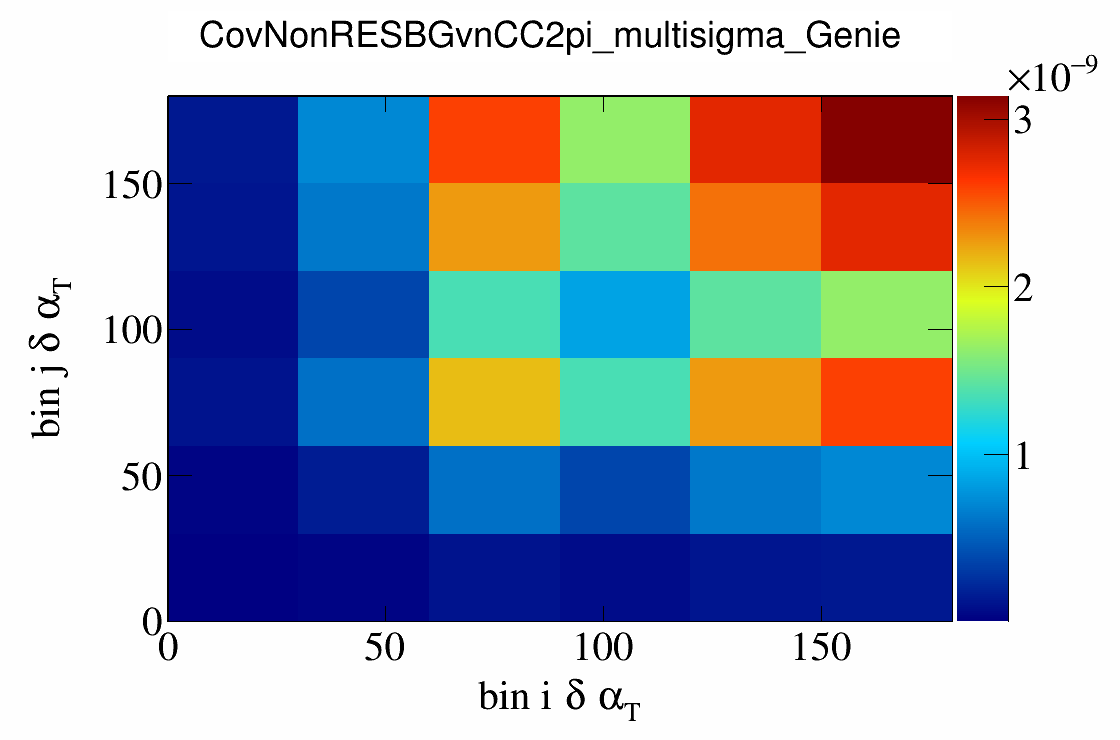 CovNonRESBGvnCC2pi_multisigma_Genie
×10⁻⁹
3
2
1
150
100
50
0
0 50 100 150
bin j δ α_T
bin i δ α_T